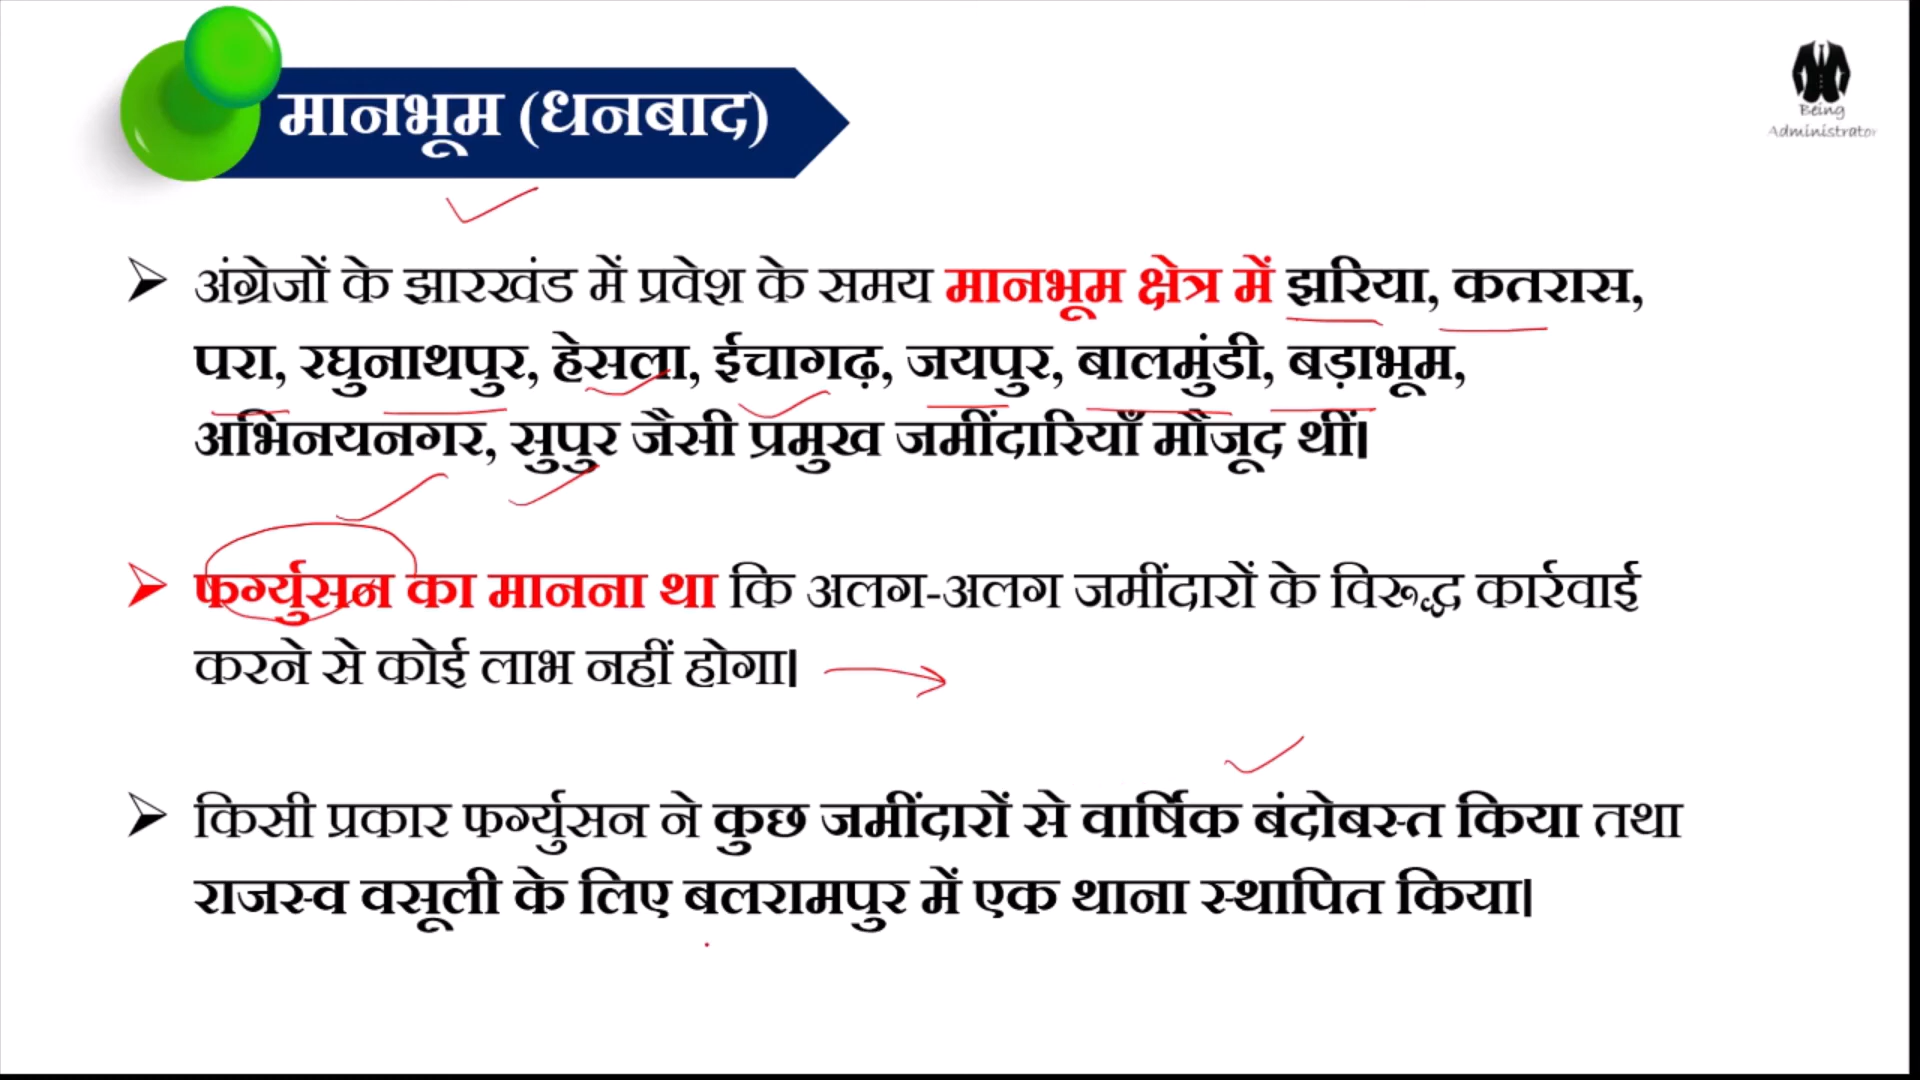 मानभूम (धनबाद)
Being
Administrator
➢ अंग्रेजों के झारखंड में प्रवेश के समय मानभूम क्षेत्र में झरिया, कतरास,
परा, रघुनाथपुर, हेसला, ईचागढ़, जयपुर, बालमुंडी, बड़ाभूम,
अभिनयनगर, सुपुर जैसी प्रमुख जमींदारियाँ मौजूद थीं।
➢ फर्ग्युसन का मानना था कि अलग-अलग जमींदारों के विरूद्ध कार्रवाई
करने से कोई लाभ नहीं होगा।
➢ किसी प्रकार फर्ग्युसन ने कुछ जमींदारों से वार्षिक बंदोबस्त किया तथा
राजस्व वसूली के लिए बलरामपुर में एक थाना स्थापित किया।